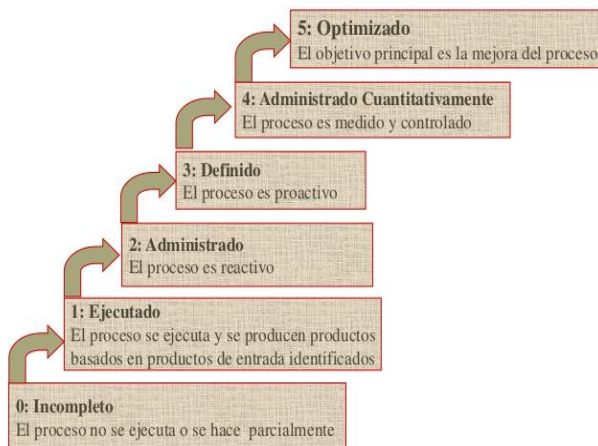 5: Optimizado
El objetivo principal es la mejora del proceso
4: Administrado Cuantitativamente
El proceso es medido y controlado
3: Definido
El proceso es proactivo
2: Administrado
El proceso es reactivo
1: Ejecutado
El proceso se ejecuta y se producen productos
basados en productos de entrada identificados
0: Incompleto
El proceso no se ejecuta o se hace parcialmente